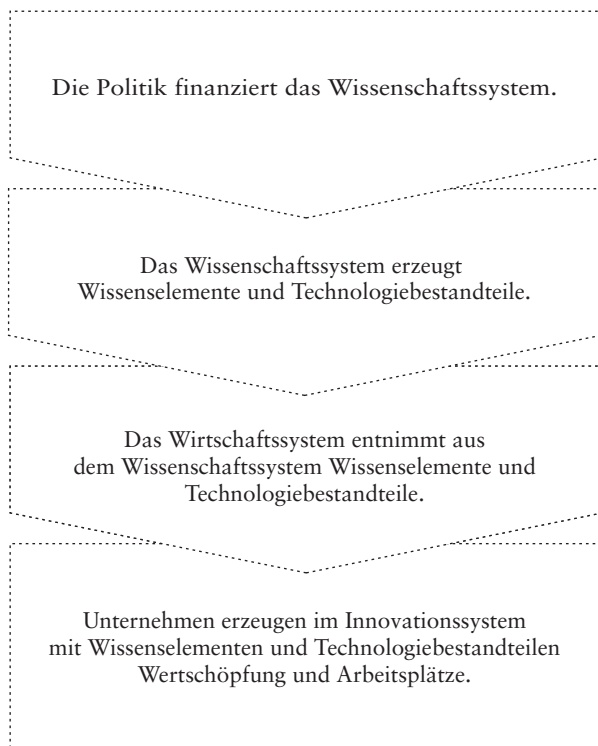 Die Politik finanziert das Wissenschaftssystem.
Das Wissenschaftssystem erzeugt
Wissenselemente und Technologiebestandteile.
Das Wirtschaftssystem entnimmt aus
dem Wissenschaftssystem Wissenselemente und
Technologiebestandteile.
Unternehmen erzeugen im Innovationssystem
mit Wissenselementen und Technologiebestandteilen
Wertschöpfung und Arbeitsplätze.